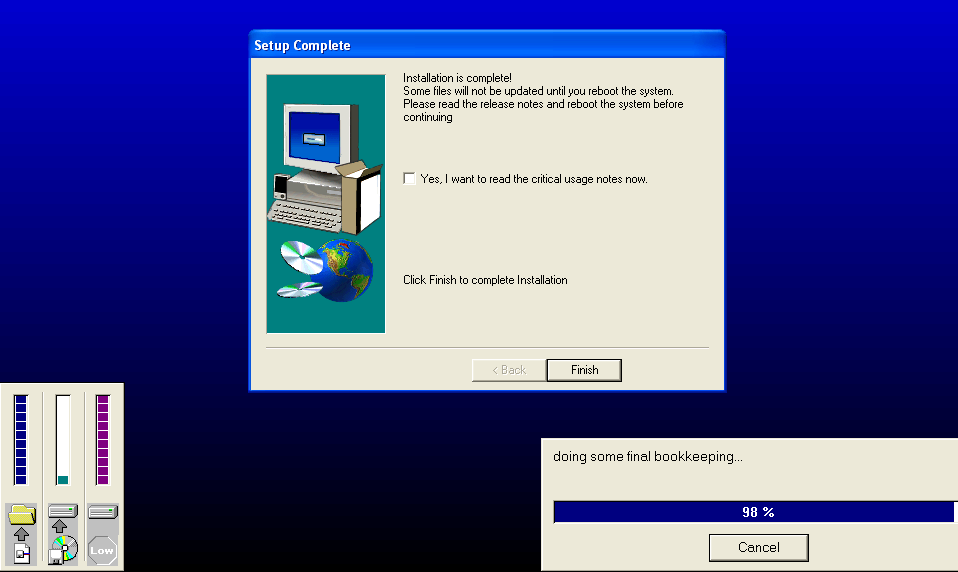 Setup Complete
Installation is complete!
Some files will not be updated until you reboot the system.
Please read the release notes and reboot the system before
continuing
Yes, I want to read the critical usage notes now.
Click Finish to complete Installation
< Back
Finish
doing some final bookkeeping...
98 %
Cancel
Low